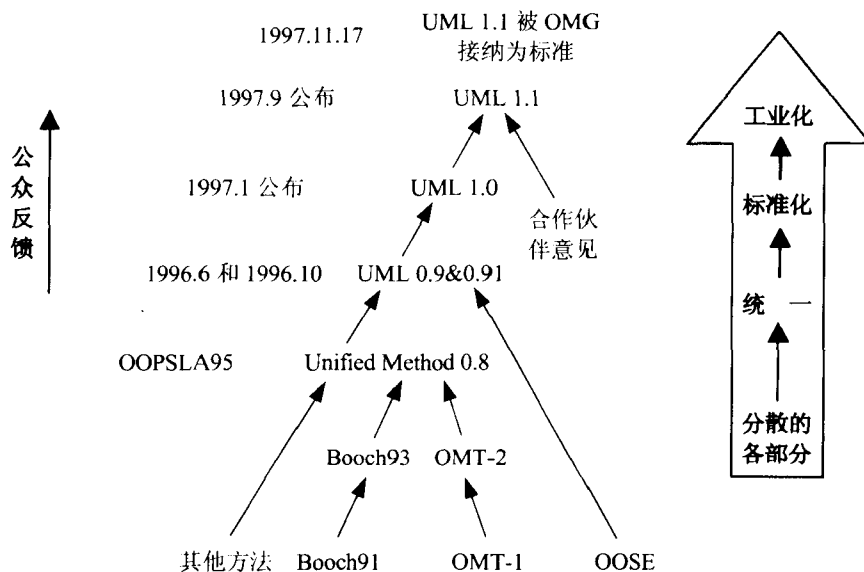 1997.11.17
UML 1.1 被 OMG
接纳为标准
1997.9 公布
UML 1.1
1997.1 公布
UML 1.0
合作伙
伴意见
1996.6 和 1996.10
UML 0.9&0.91
OOPSLA95
Unified Method 0.8
Booch93
OMT-2
其他方法
Booch91
OMT-1
OOSE
公
众
反
馈
工业化
标准化
统 一
分散的
各部分